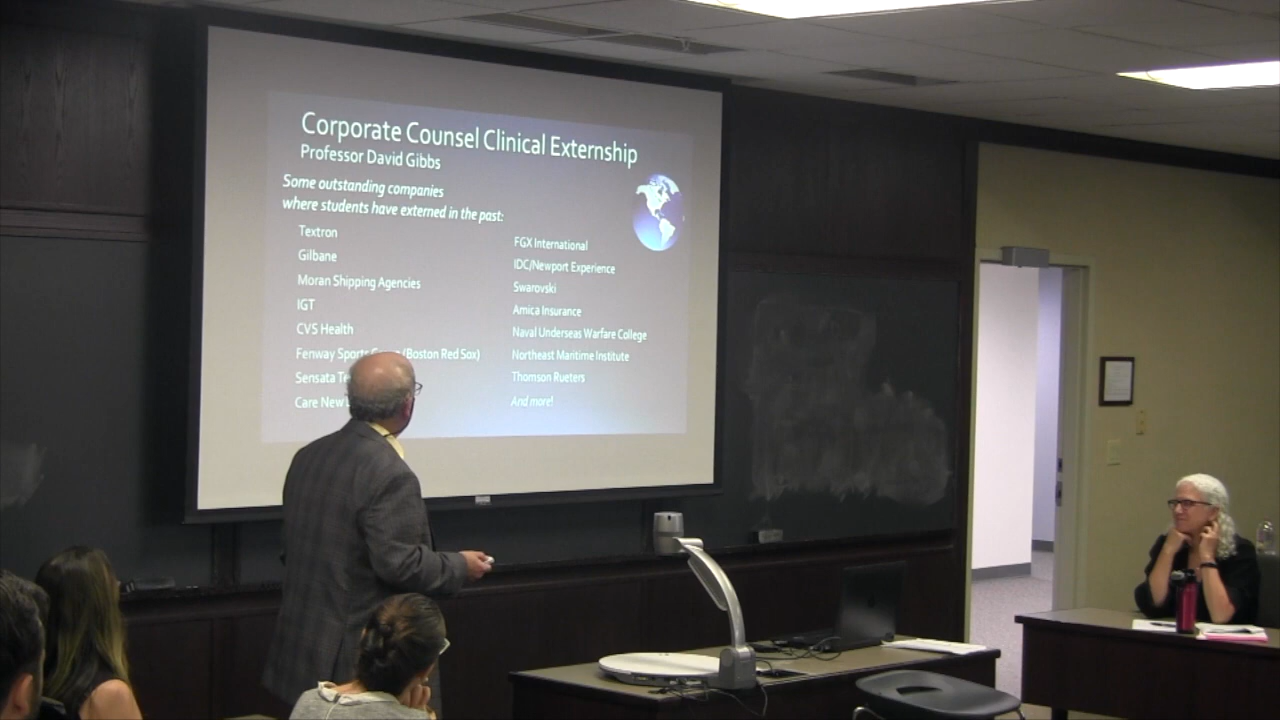 Corporate Counsel Clinical Externship
Professor David Gibbs
Some outstanding companies
where students have externed in the past:
Textron
Gilbane
Moran Shipping Agencies
IGT
CVS Health
Fenway Sports (Boston Red Sox)
Sensata
Care New
FGX International
IDC/Newport Experience
Swarovski
Amica Insurance
Naval Underseas Warfare College
Northeast Maritime Institute
Thomson Rueters
And more!